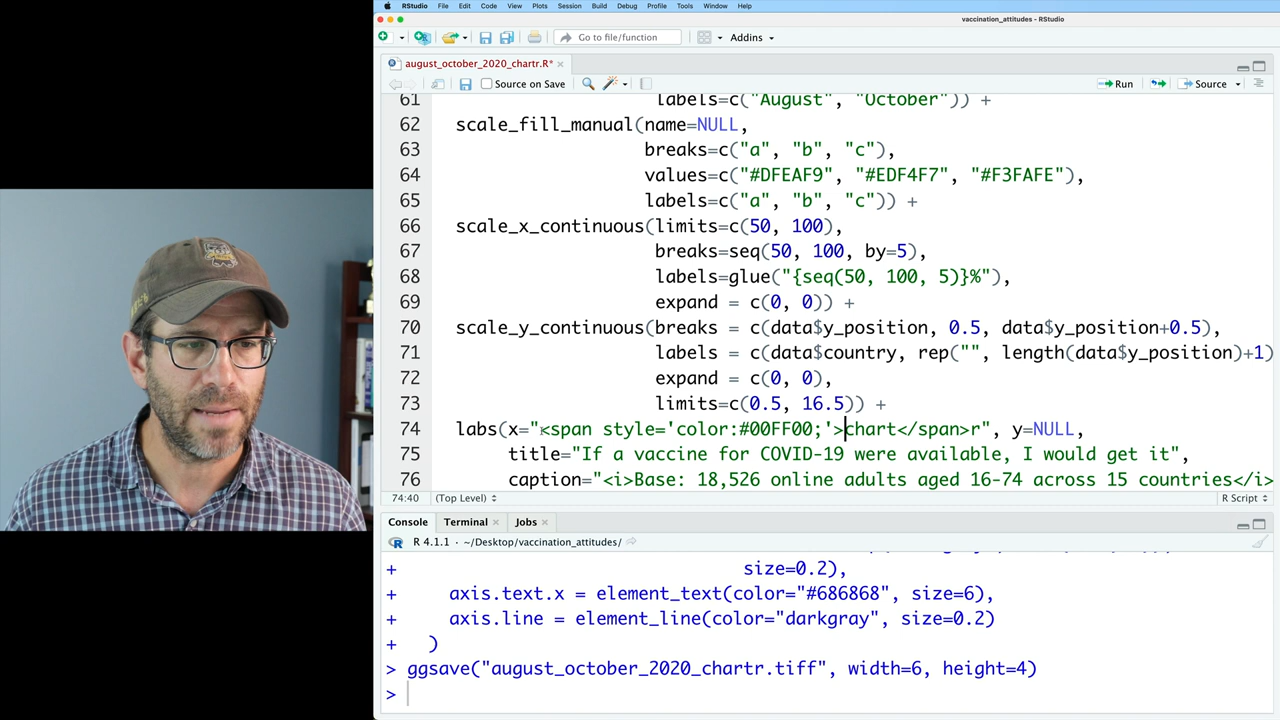 RStudio File Edit Code View Plots Session Build Debug Profile Tools Window Help
vaccination_attitudes - RStudio
Go to file/function Addins
august_october_2020_chartr.R*
Source on Save Run Source
61 labels=c("August", "October")) +
62 scale_fill_manual(name=NULL,
63 breaks=c("a", "b", "c"),
64 values=c("#DFEAF9", "#EDF4F7", "#F3FAFE"),
65 labels=c("a", "b", "c")) +
66 scale_x_continuous(limits=c(50, 100),
67 breaks=seq(50, 100, by=5),
68 labels=glue("{seq(50, 100, 5)}%"),
69 expand = c(0, 0)) +
70 scale_y_continuous(breaks = c(data$y_position, 0.5, data$y_position+0.5),
71 labels = c(data$country, rep("", length(data$y_position)+1)
72 expand = c(0, 0),
73 limits=c(0.5, 16.5)) +
74 labs(x="<span style='color:#00FF00;'>chart</span>r", y=NULL,
75 title="If a vaccine for COVID-19 were available, I would get it",
76 caption="<i>Base: 18,526 online adults aged 16-74 across 15 countries</i>
74:40 (Top Level) R Script
Console Terminal Jobs
R 4.1.1 · ~/Desktop/vaccination_attitudes/
+ size=0.2),
+ axis.text.x = element_text(color="#686868", size=6),
+ axis.line = element_line(color="darkgray", size=0.2)
+ )
> ggsave("august_october_2020_chartr.tiff", width=6, height=4)
>